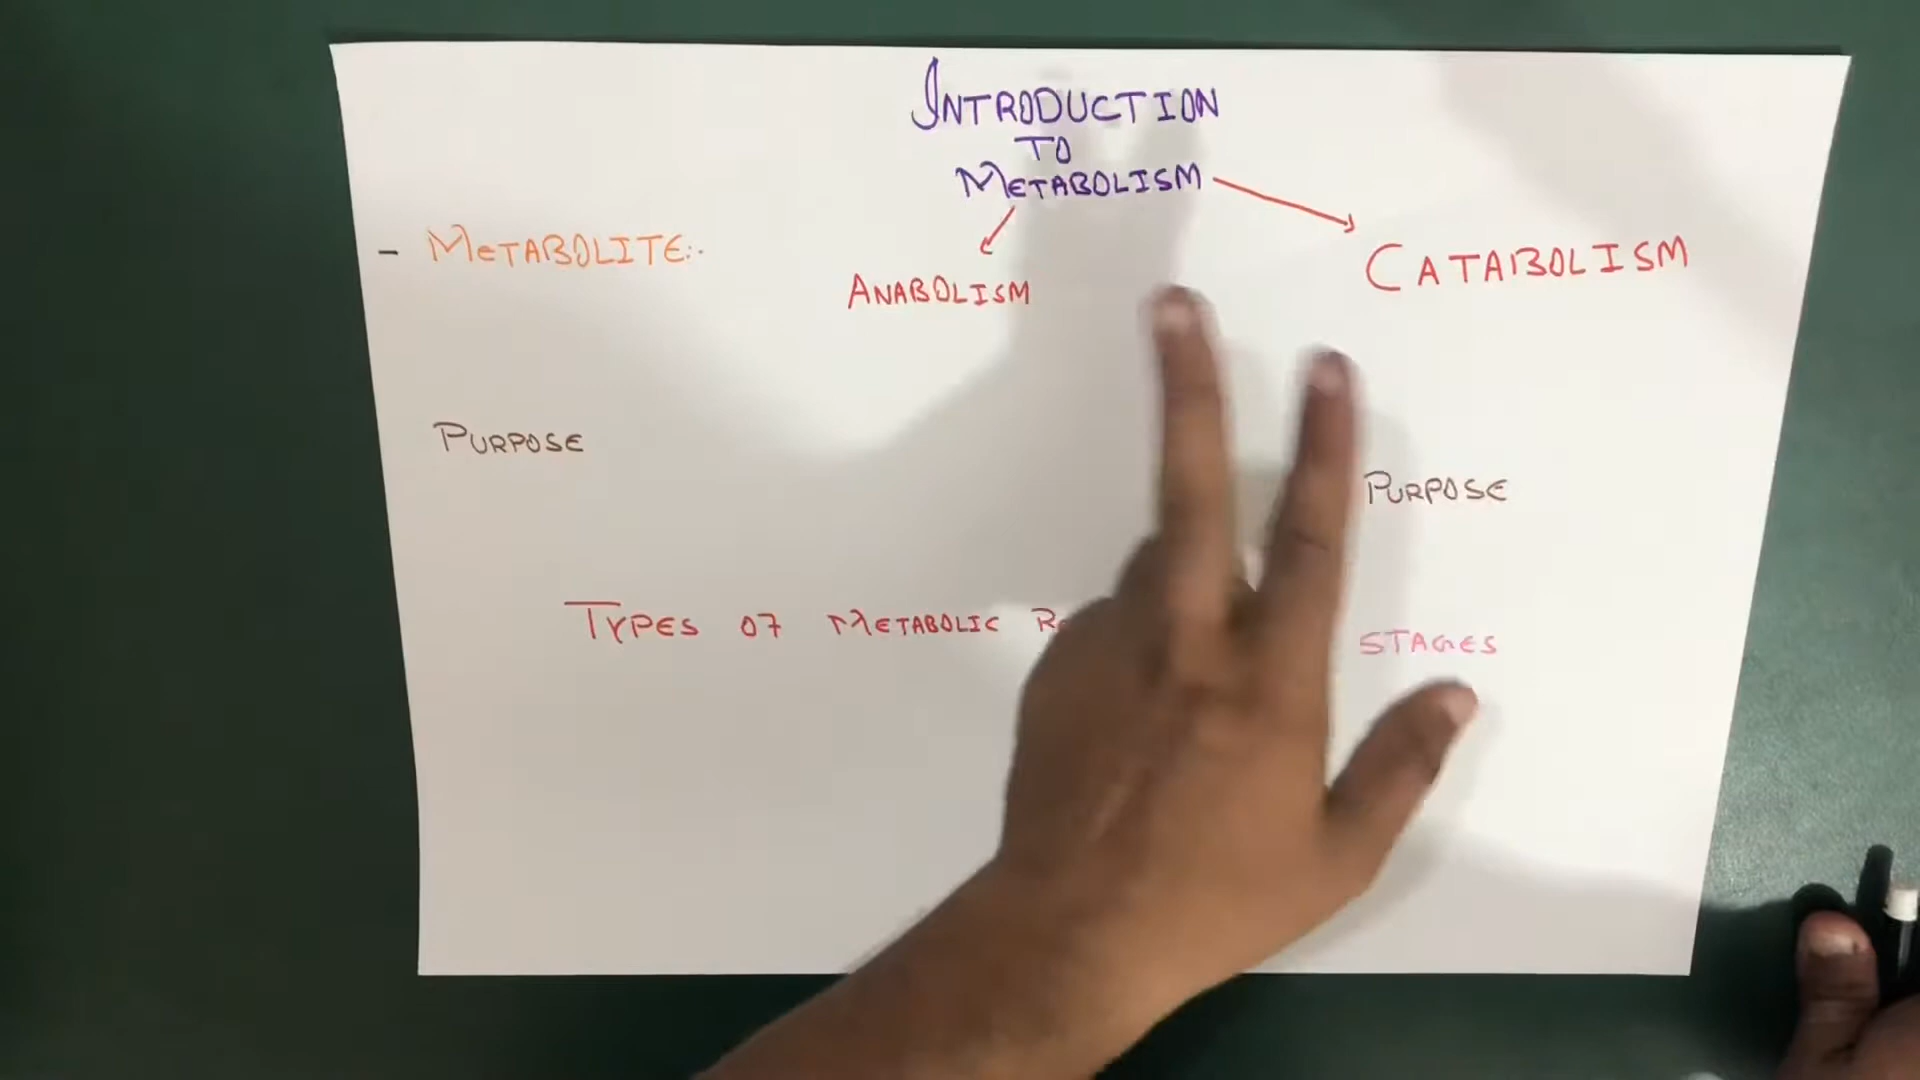 INTRODUCTION
TO
METABOLISM
- METABOLITE:-
ANABOLISM
CATABOLISM
PURPOSE
PURPOSE
TYPES OF METABOLIC
STAGES